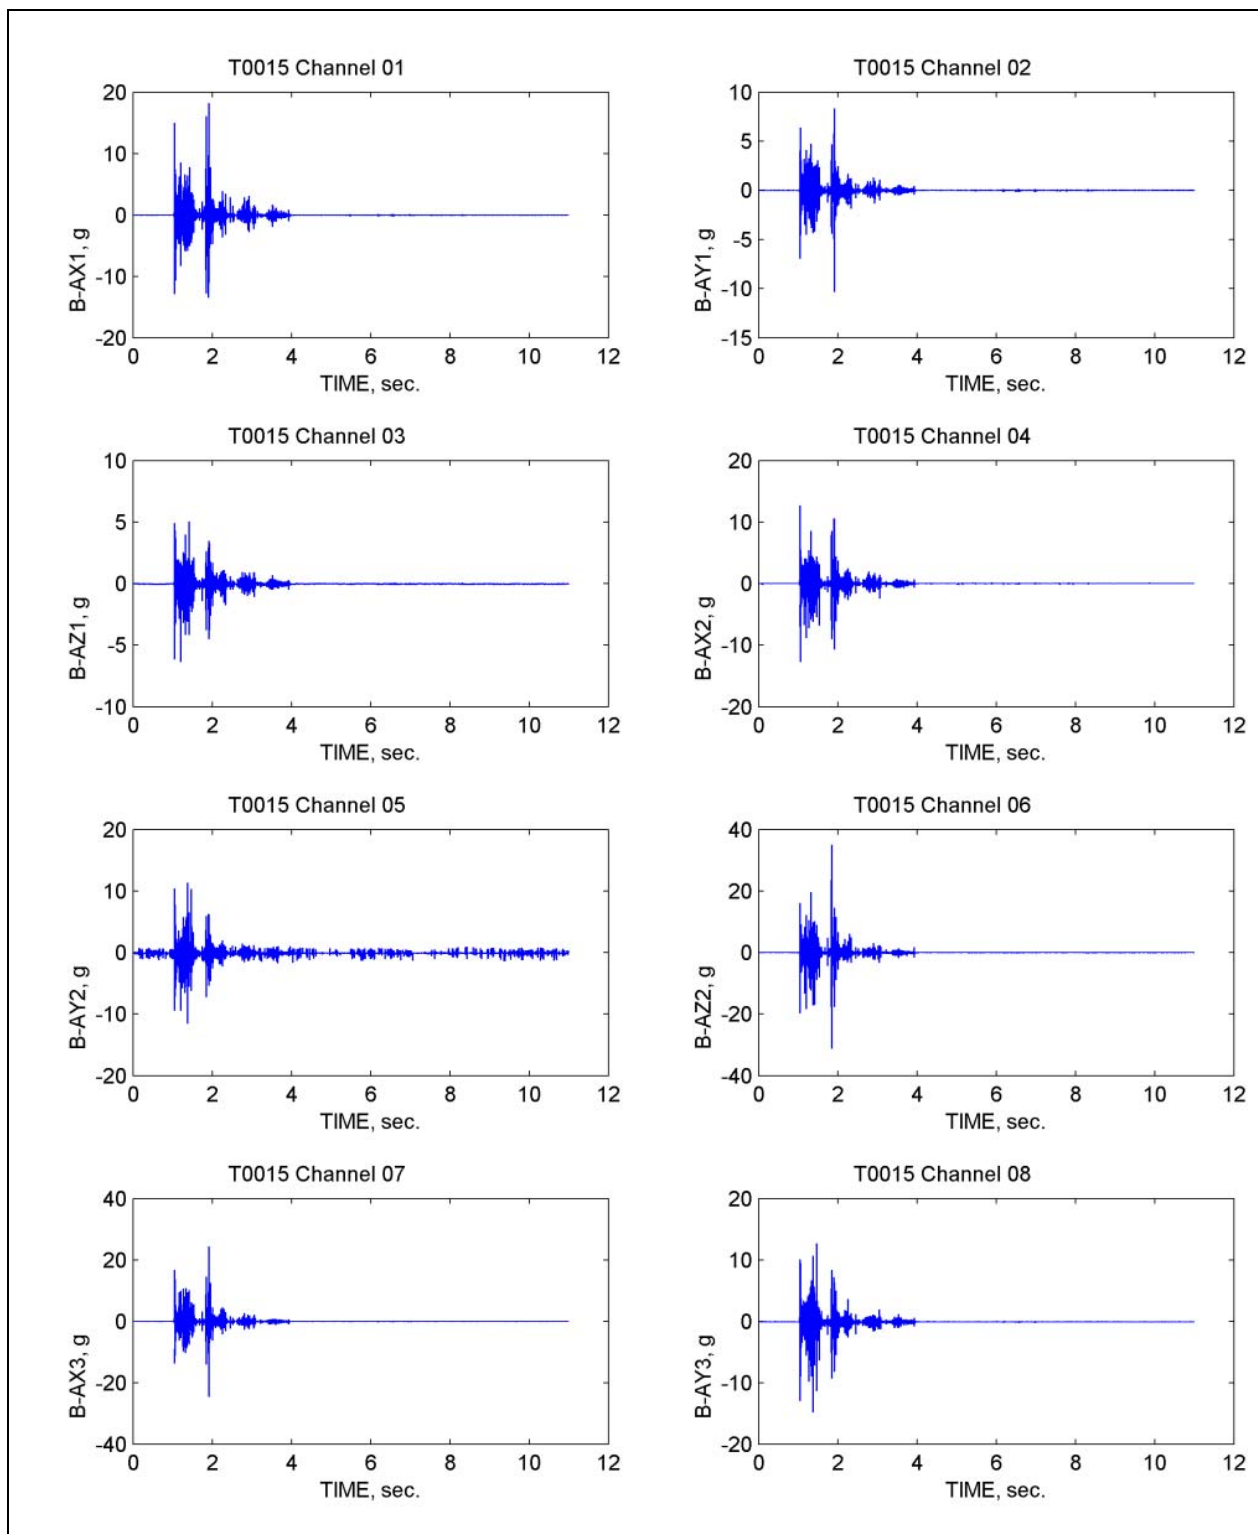 T0015 Channel 01
20
10
0
-10
-20
B-AX1, g
0 2 4 6 8 10 12
TIME, sec.
T0015 Channel 02
10
5
0
-5
-10
-15
B-AY1, g
0 2 4 6 8 10 12
TIME, sec.
T0015 Channel 03
10
5
0
-5
-10
B-AZ1, g
0 2 4 6 8 10 12
TIME, sec.
T0015 Channel 04
20
10
0
-10
-20
B-AX2, g
0 2 4 6 8 10 12
TIME, sec.
T0015 Channel 05
20
10
0
-10
-20
B-AY2, g
0 2 4 6 8 10 12
TIME, sec.
T0015 Channel 06
40
20
0
-20
-40
B-AZ2, g
0 2 4 6 8 10 12
TIME, sec.
T0015 Channel 07
40
20
0
-20
-40
B-AX3, g
0 2 4 6 8 10 12
TIME, sec.
T0015 Channel 08
20
10
0
-10
-20
B-AY3, g
0 2 4 6 8 10 12
TIME, sec.